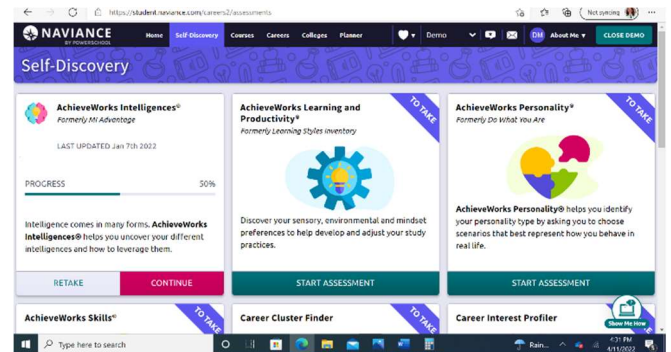 https://student.naviance.com/careers2/assessments
Not syncing
NAVIANCE
BY POWERSCHOOL
Home Self-Discovery Courses Careers Colleges Planner
Demo
DM About Me
CLOSE DEMO
Self-Discovery
AchieveWorks Intelligences®
Formerly MI Advantage
LAST UPDATED Jan 7th 2022
PROGRESS 50%
Intelligence comes in many forms. AchieveWorks
Intelligences® helps you uncover your different
intelligences and how to leverage them.
RETAKE CONTINUE
TO TAKE
AchieveWorks Learning and
Productivity®
Formerly Learning Styles Inventory
Discover your sensory, environmental and mindset
preferences to help develop and adjust your study
practices.
START ASSESSMENT
TO TAKE
AchieveWorks Personality®
Formerly Do What You Are
AchieveWorks Personality® helps you identify
your personality type by asking you to choose
scenarios that best represent how you behave in
real life.
START ASSESSMENT
AchieveWorks Skills®
TO TAKE
Career Cluster Finder
TO TAKE
Career Interest Profiler
TO TAKE
Show Me How
Type here to search
Rain...
4:31 PM
4/11/2022